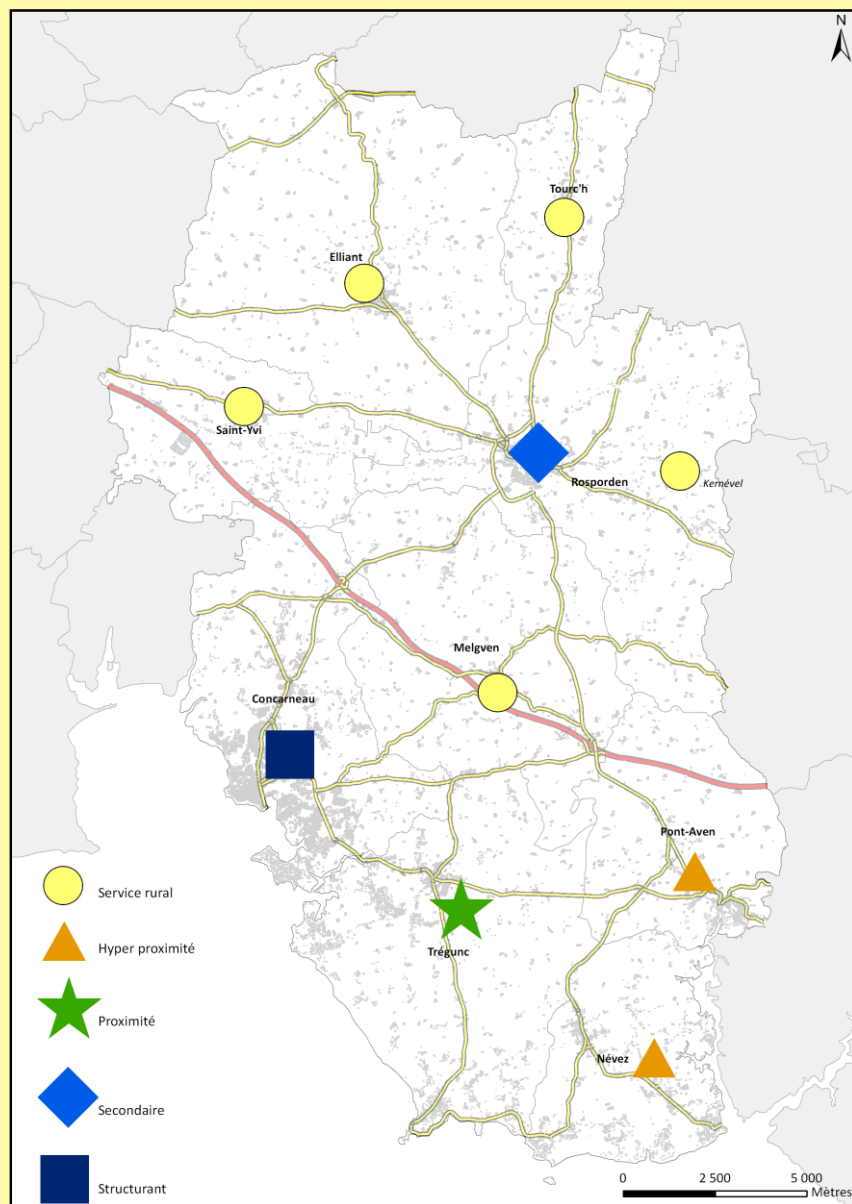 N
Tourc'h
Elliant
Saint-Yvi
Rosporden
Kernével
Melgven
Concarneau
Pont-Aven
Trégunc
Névez
Service rural
Hyper proximité
Proximité
Secondaire
Structurant
0 2 500 5 000
Mètres